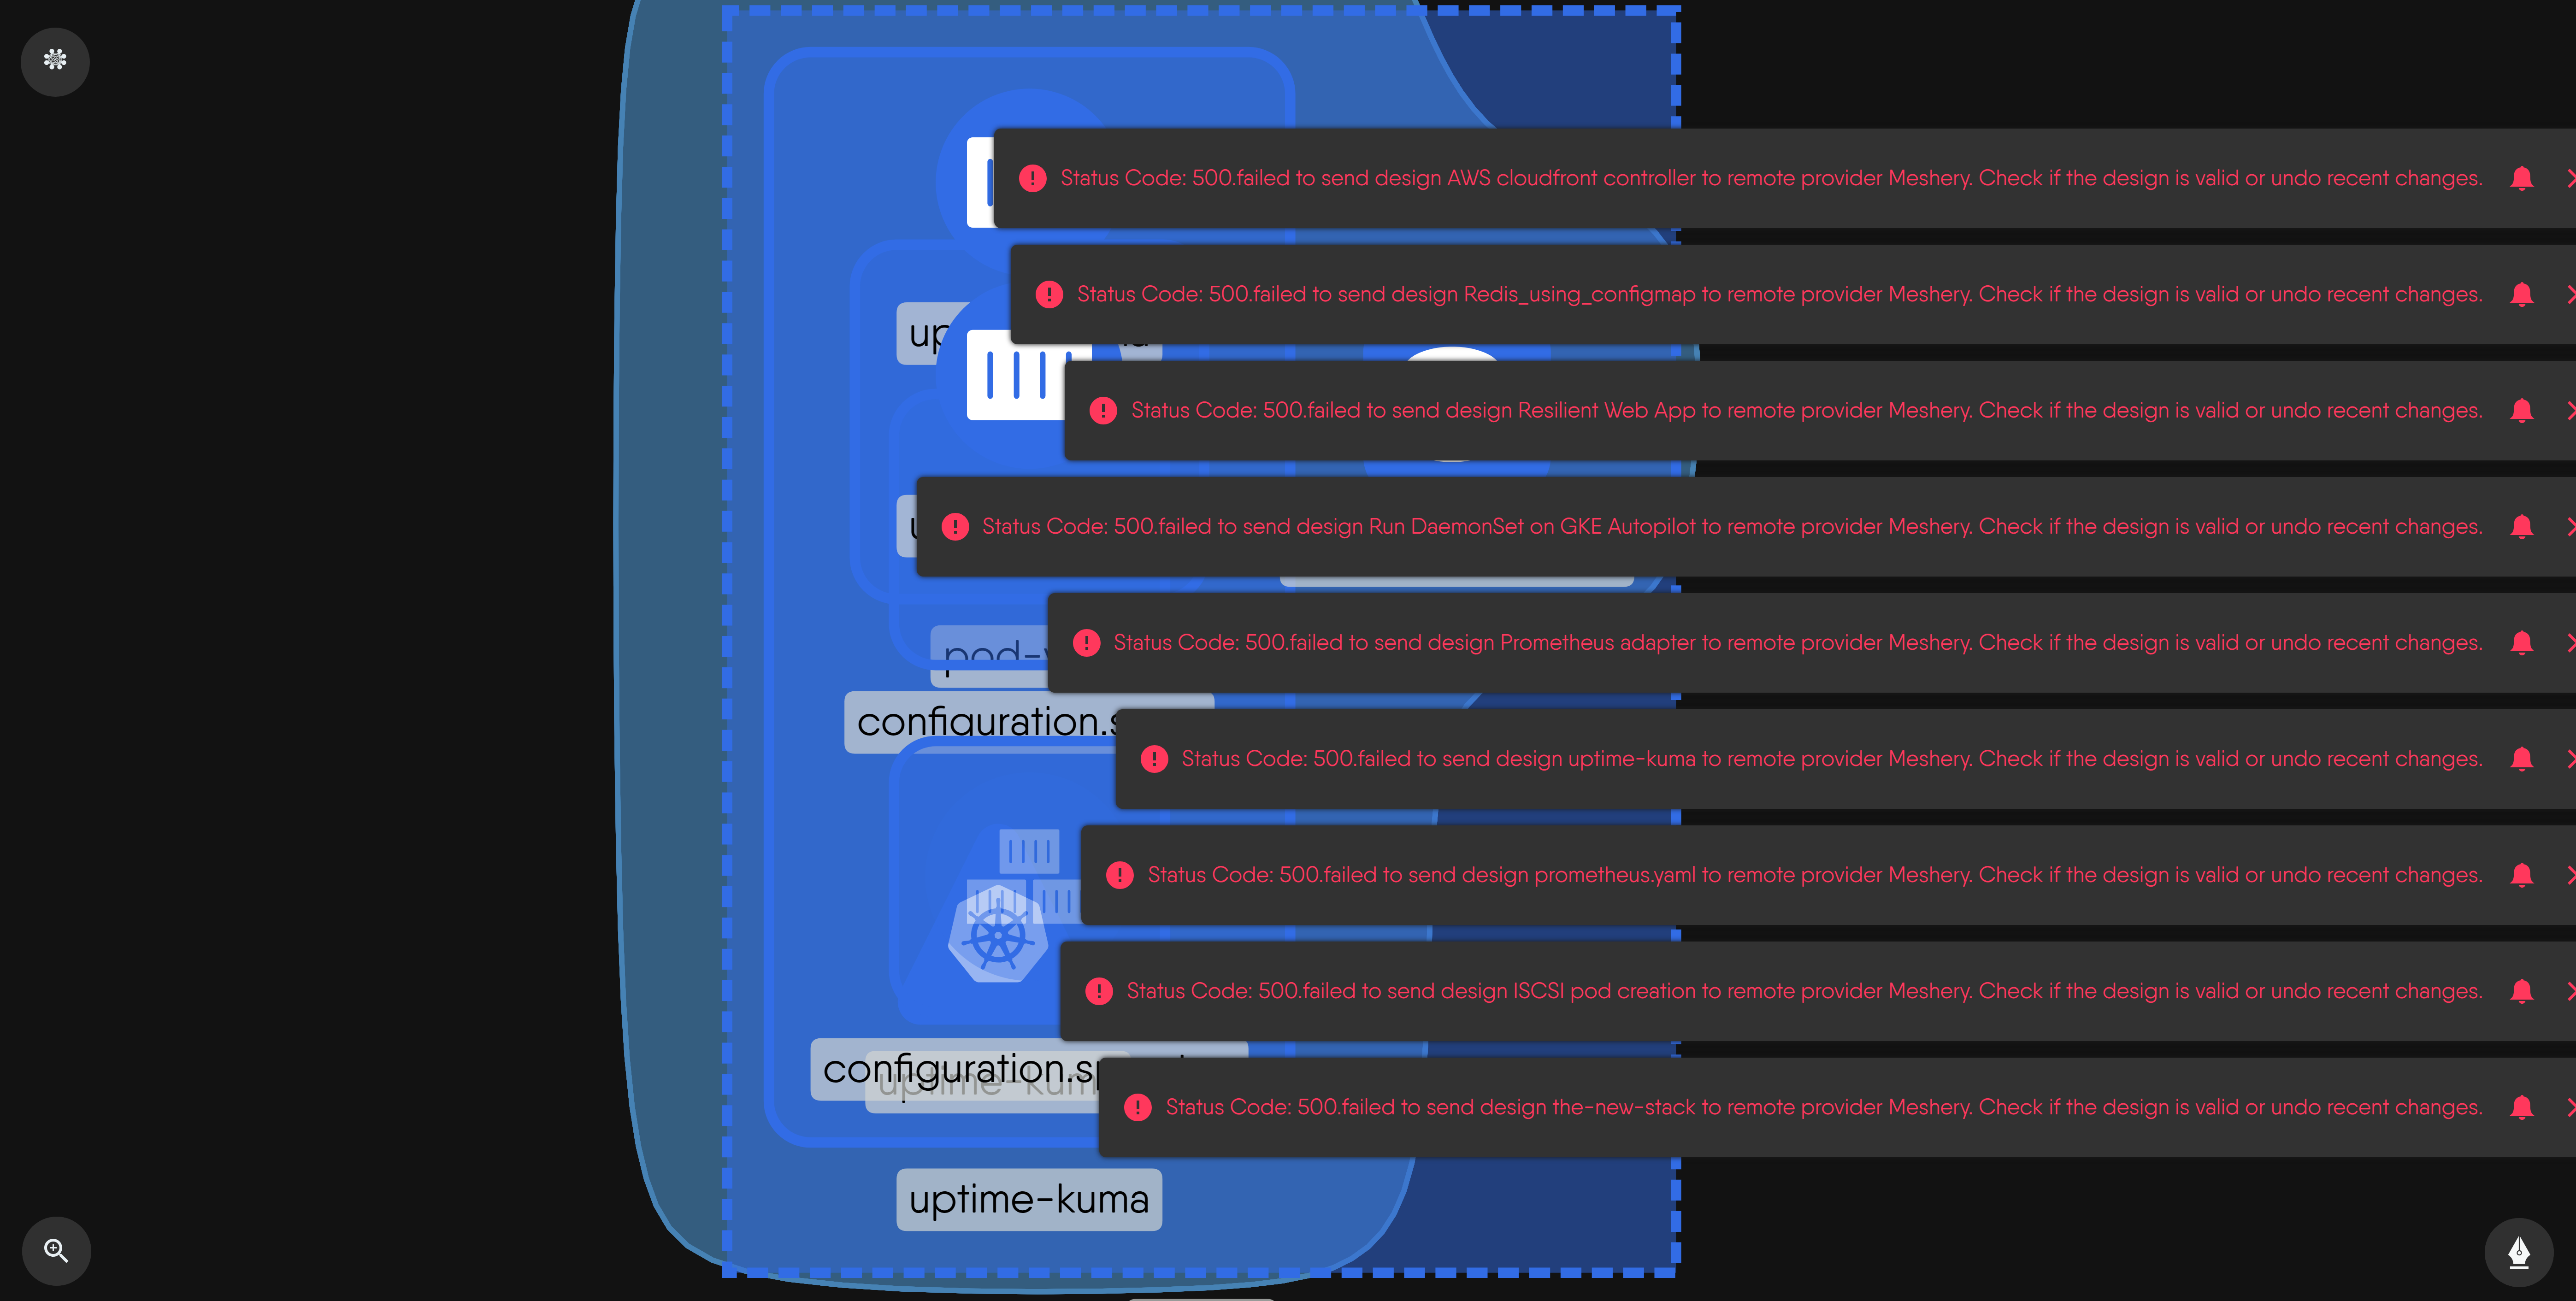 Status Code: 500.failed to send design AWS cloudfront controller to remote provider Meshery. Check if the design is valid or undo recent changes.
Status Code: 500.failed to send design Redis_using_configmap to remote provider Meshery. Check if the design is valid or undo recent changes.
Status Code: 500.failed to send design Resilient Web App to remote provider Meshery. Check if the design is valid or undo recent changes.
Status Code: 500.failed to send design Run DaemonSet on GKE Autopilot to remote provider Meshery. Check if the design is valid or undo recent changes.
Status Code: 500.failed to send design Prometheus adapter to remote provider Meshery. Check if the design is valid or undo recent changes.
Status Code: 500.failed to send design uptime-kuma to remote provider Meshery. Check if the design is valid or undo recent changes.
Status Code: 500.failed to send design prometheus.yaml to remote provider Meshery. Check if the design is valid or undo recent changes.
Status Code: 500.failed to send design ISCSI pod creation to remote provider Meshery. Check if the design is valid or undo recent changes.
Status Code: 500.failed to send design the-new-stack to remote provider Meshery. Check if the design is valid or undo recent changes.
uptime-kuma